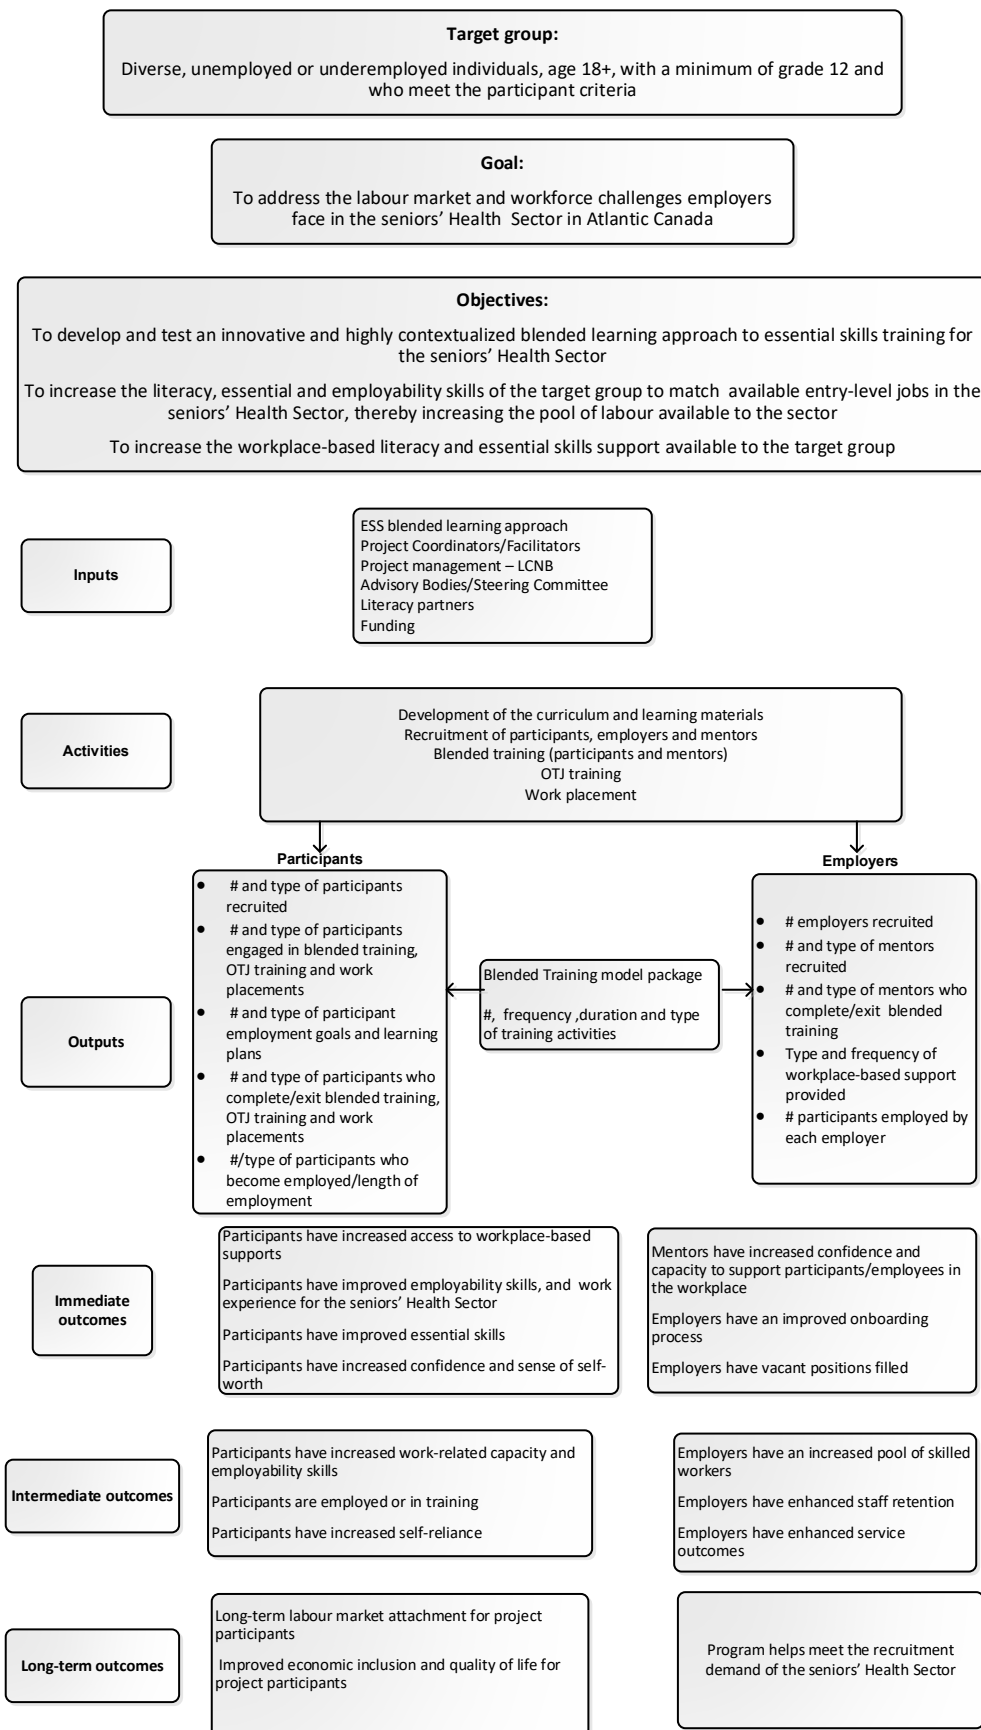 Target group:
Diverse, unemployed or underemployed individuals, age 18+, with a minimum of grade 12 and
who meet the participant criteria
Goal:
To address the labour market and workforce challenges employers
face in the seniors’ Health Sector in Atlantic Canada
Objectives:
To develop and test an innovative and highly contextualized blended learning approach to essential skills training for
the seniors’ Health Sector
To increase the literacy, essential and employability skills of the target group to match available entry-level jobs in the
seniors’ Health Sector, thereby increasing the pool of labour available to the sector
To increase the workplace-based literacy and essential skills support available to the target group
Inputs
ESS blended learning approach
Project Coordinators/Facilitators
Project management – LCNB
Advisory Bodies/Steering Committee
Literacy partners
Funding
Activities
Development of the curriculum and learning materials
Recruitment of participants, employers and mentors
Blended training (participants and mentors)
OTJ training
Work placement
Outputs
Participants
• # and type of participants
recruited
• # and type of participants
engaged in blended training,
OTJ training and work
placements
• # and type of participant
employment goals and learning
plans
• # and type of participants who
complete/exit blended training,
OTJ training and work
placements
• #/type of participants who
become employed/length of
employment
Blended Training model package
#, frequency ,duration and type
of training activities
Employers
• # employers recruited
• # and type of mentors
recruited
• # and type of mentors who
complete/exit blended
training
• Type and frequency of
workplace-based support
provided
• # participants employed by
each employer
Immediate
outcomes
Participants have increased access to workplace-based
supports
Participants have improved employability skills, and work
experience for the seniors’ Health Sector
Participants have improved essential skills
Participants have increased confidence and sense of self-
worth
Mentors have increased confidence and
capacity to support participants/employees in
the workplace
Employers have an improved onboarding
process
Employers have vacant positions filled
Intermediate outcomes
Participants have increased work-related capacity and
employability skills
Participants are employed or in training
Participants have increased self-reliance
Employers have an increased pool of skilled
workers
Employers have enhanced staff retention
Employers have enhanced service
outcomes
Long-term outcomes
Long-term labour market attachment for project
participants
Improved economic inclusion and quality of life for
project participants
Program helps meet the recruitment
demand of the seniors’ Health Sector